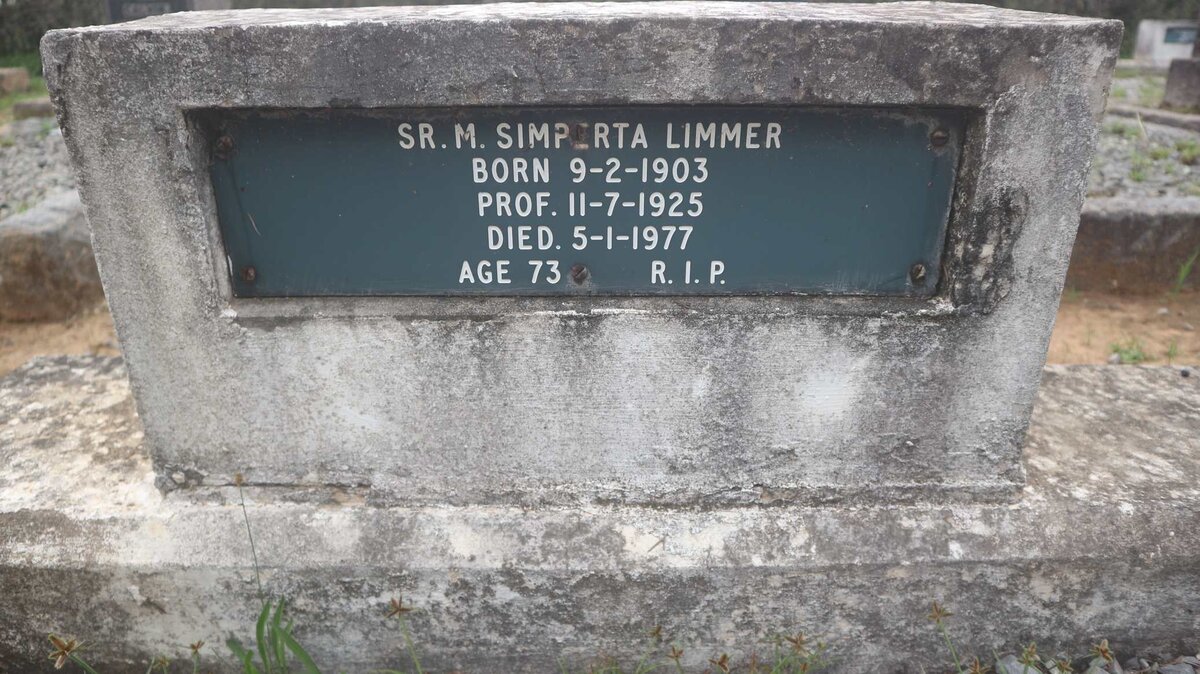 SR. M. SIMPERTA LIMMER
BORN 9-2-1903
PROF. 11-7-1925
DIED. 5-1-1977
AGE 73 R. I. P.